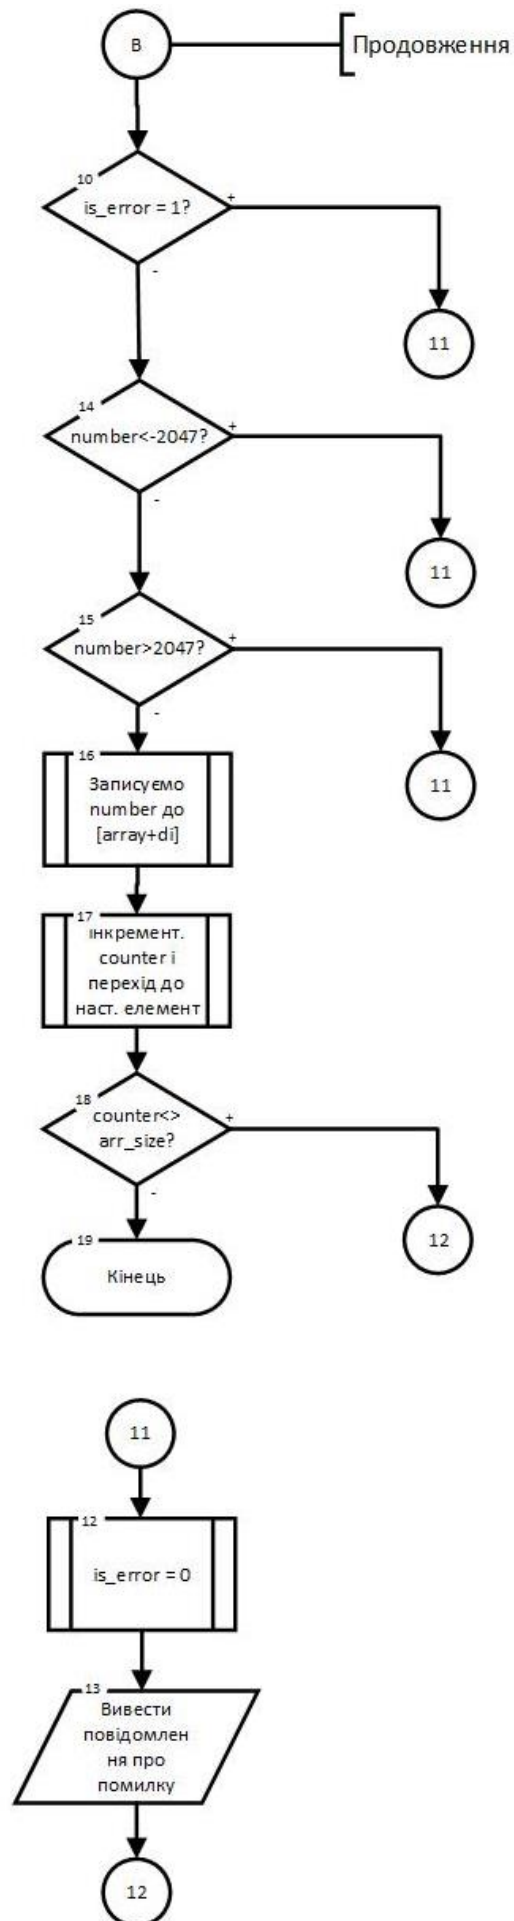 В
Продовження
10
is_error = 1?
+
-
11
14
number<-2047?
+
-
11
15
number>2047?
+
-
11
16
Записуємо
number до
[array+di]
17
Інкремент.
counter і
перехід до
наст. елемент
18
counter<>
arr_size?
+
-
12
19
Кінець
11
12
is_error = 0
13
Вивести
повідомлен
ня про
помилку
12